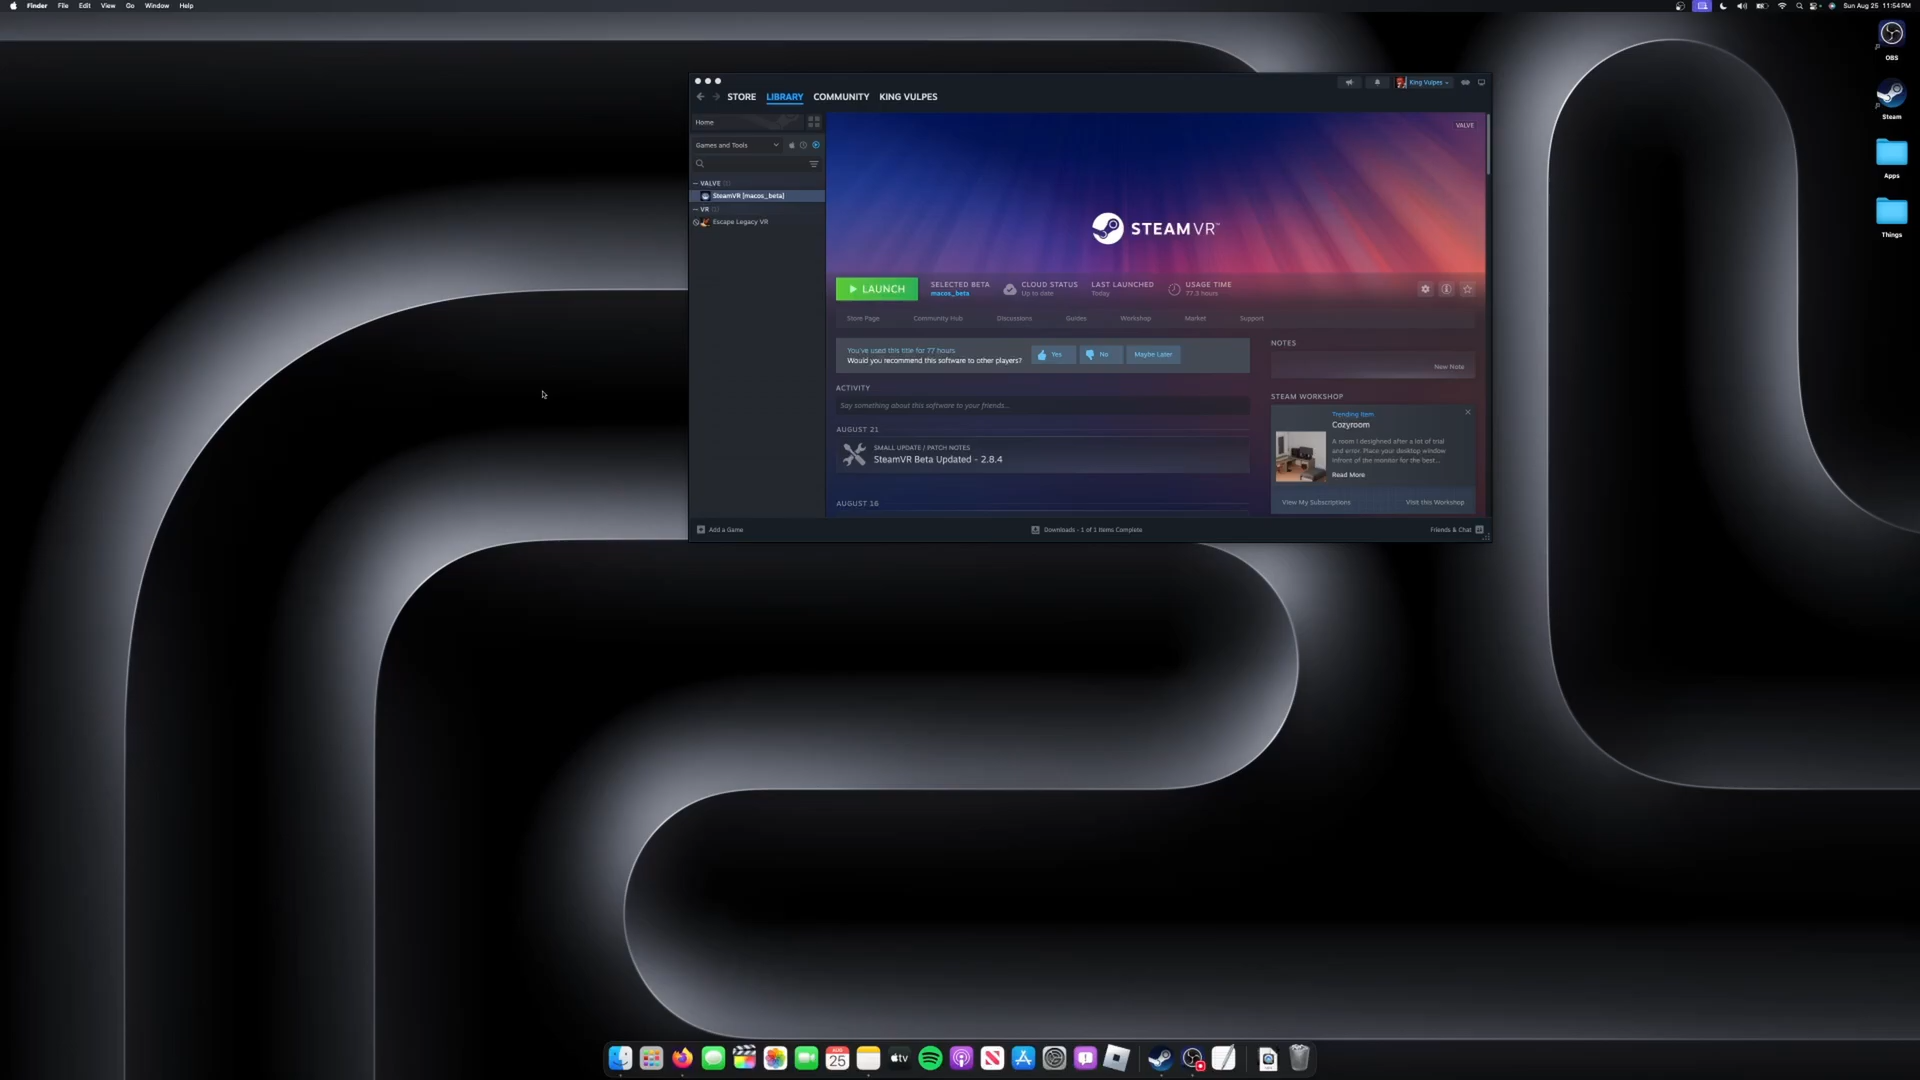 Finder File Edit View Go Window Help
Sun Aug 25 11:54PM
OBS
Steam
Apps
Things
King Vulpes
STORE LIBRARY COMMUNITY KING VULPES
Home
Games and Tools
— VALVE
SteamVR [macos_beta]
— VR
Escape Legacy VR
Add a Game
VALVE
STEAMVR™
LAUNCH
SELECTED BETA
macos_beta
CLOUD STATUS
Up to date
LAST LAUNCHED
Today
USAGE TIME
77.3 hours
Store Page Community Hub Discussions Guides Workshop Market Support
You've used this title for 77 hours
Would you recommend this software to other players?
Yes No Maybe Later
ACTIVITY
Say something about this software to your friends...
AUGUST 21
SMALL UPDATE / PATCH NOTES
SteamVR Beta Updated - 2.8.4
AUGUST 16
NOTES
New Note
STEAM WORKSHOP
Trending Item
Cozyroom
A room I desighned after a lot of trial
and error. Place your desktop window
infront of the monitor for the best...
Read More
View My Subscriptions Visit this Workshop
Downloads - 1 of 1 Items Complete
Friends & Chat
AUG
25
tv